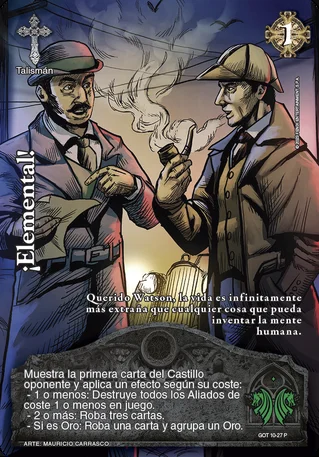 1
Talismán
¡Elemental!
Querido Watson, la vida es infinitamente
más extraña que cualquier cosa que pueda
inventar la mente
humana.
Muestra la primera carta del Castillo
oponente y aplica un efecto según su coste:
- 1 o menos: Destruye todos los Aliados de
coste 1 o menos en juego.
- 2 o más: Roba tres cartas.
- Si es Oro: Roba una carta y agrupa un Oro.
GOT 10-27 P
ARTE: MAURICIO CARRASCO.